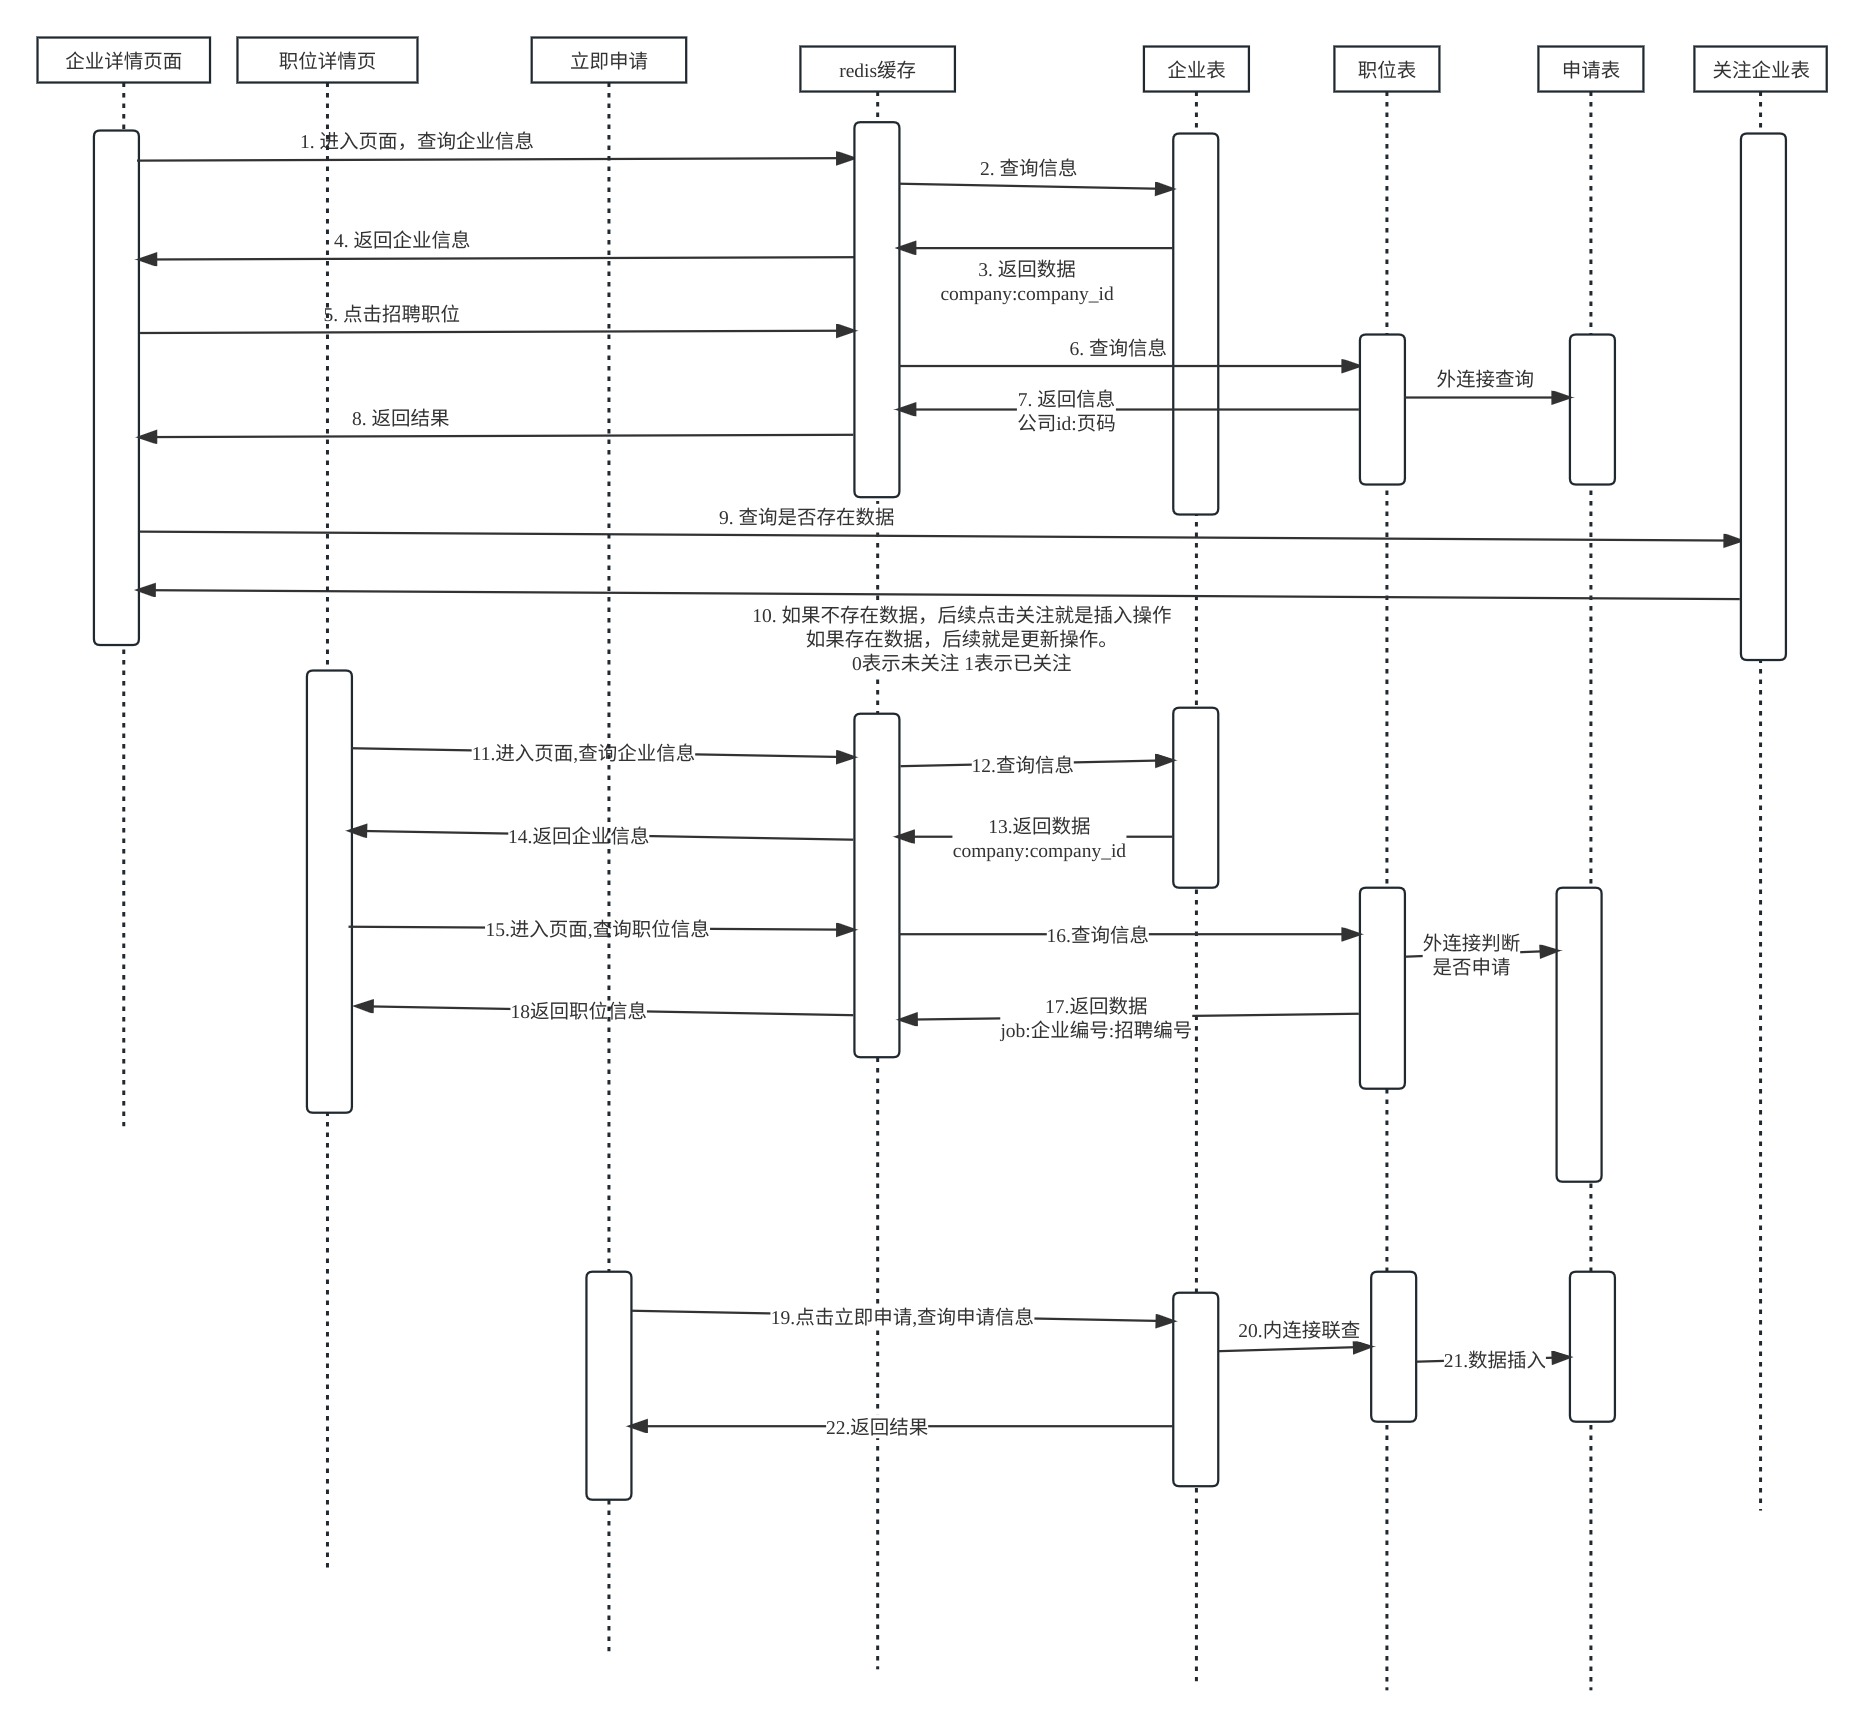 企业详情页面
职位详情页
立即申请
redis缓存
企业表
职位表
申请表
关注企业表
1. 进入页面，查询企业信息
2. 查询信息
4. 返回企业信息
3. 返回数据
company:company_id
5. 点击招聘职位
6. 查询信息
外连接查询
7. 返回信息
公司id:页码
8. 返回结果
9. 查询是否存在数据
10. 如果不存在数据，后续点击关注就是插入操作
如果存在数据，后续就是更新操作。
0表示未关注 1表示已关注
11.进入页面,查询企业信息
12.查询信息
13.返回数据
company:company_id
14.返回企业信息
15.进入页面,查询职位信息
16.查询信息
外连接判断
是否申请
17.返回数据
job:企业编号:招聘编号
18返回职位信息
19.点击立即申请,查询申请信息
20.内连接联查
21.数据插入
22.返回结果